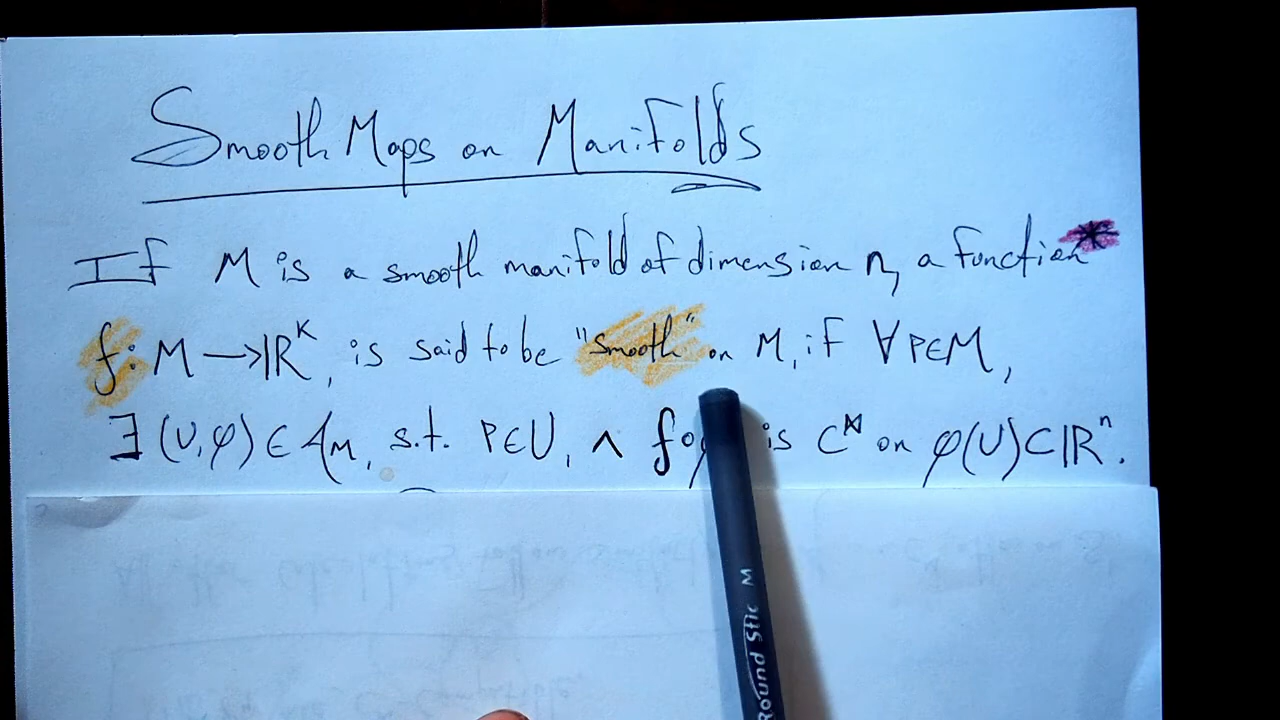 Smooth Maps on Manifolds
If M is a smooth manifold of dimension n, a function*
f: M → ℝᴷ, is said to be "smooth" on M, if ∀ P∈M,
∃ (U,φ) ∈ 𝒜ₘ, s.t. P∈U, ∧ is C^∞ on φ(U)⊂ℝⁿ.
Round Stic M